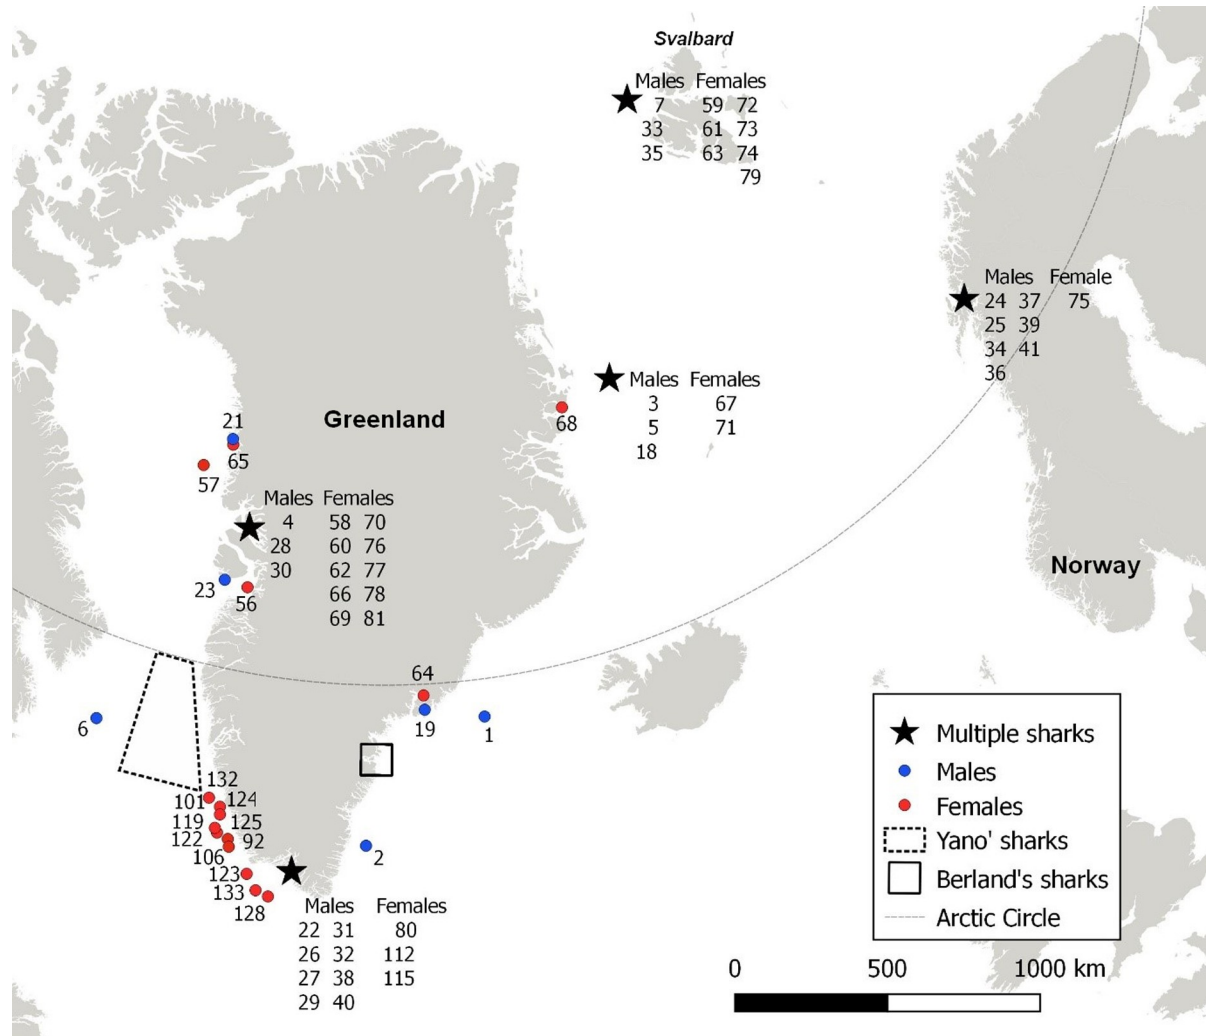 Svalbard
Males Females
7 59 72
33 61 73
35 63 74
79
Males Female
24 37 75
25 39
34 41
36
Males Females
3 67
5 71
18
68
Greenland
21
65
57
Males Females
4 58 70
28 60 76
30 62 77
66 78
69 81
23
56
Norway
64
19
1
6
132
101 124
119 125
122 92
106
2
123
133
128
Males Females
22 31 80
26 32 112
27 38 115
29 40
Multiple sharks
Males
Females
Yano' sharks
Berland's sharks
Arctic Circle
0 500 1000 km